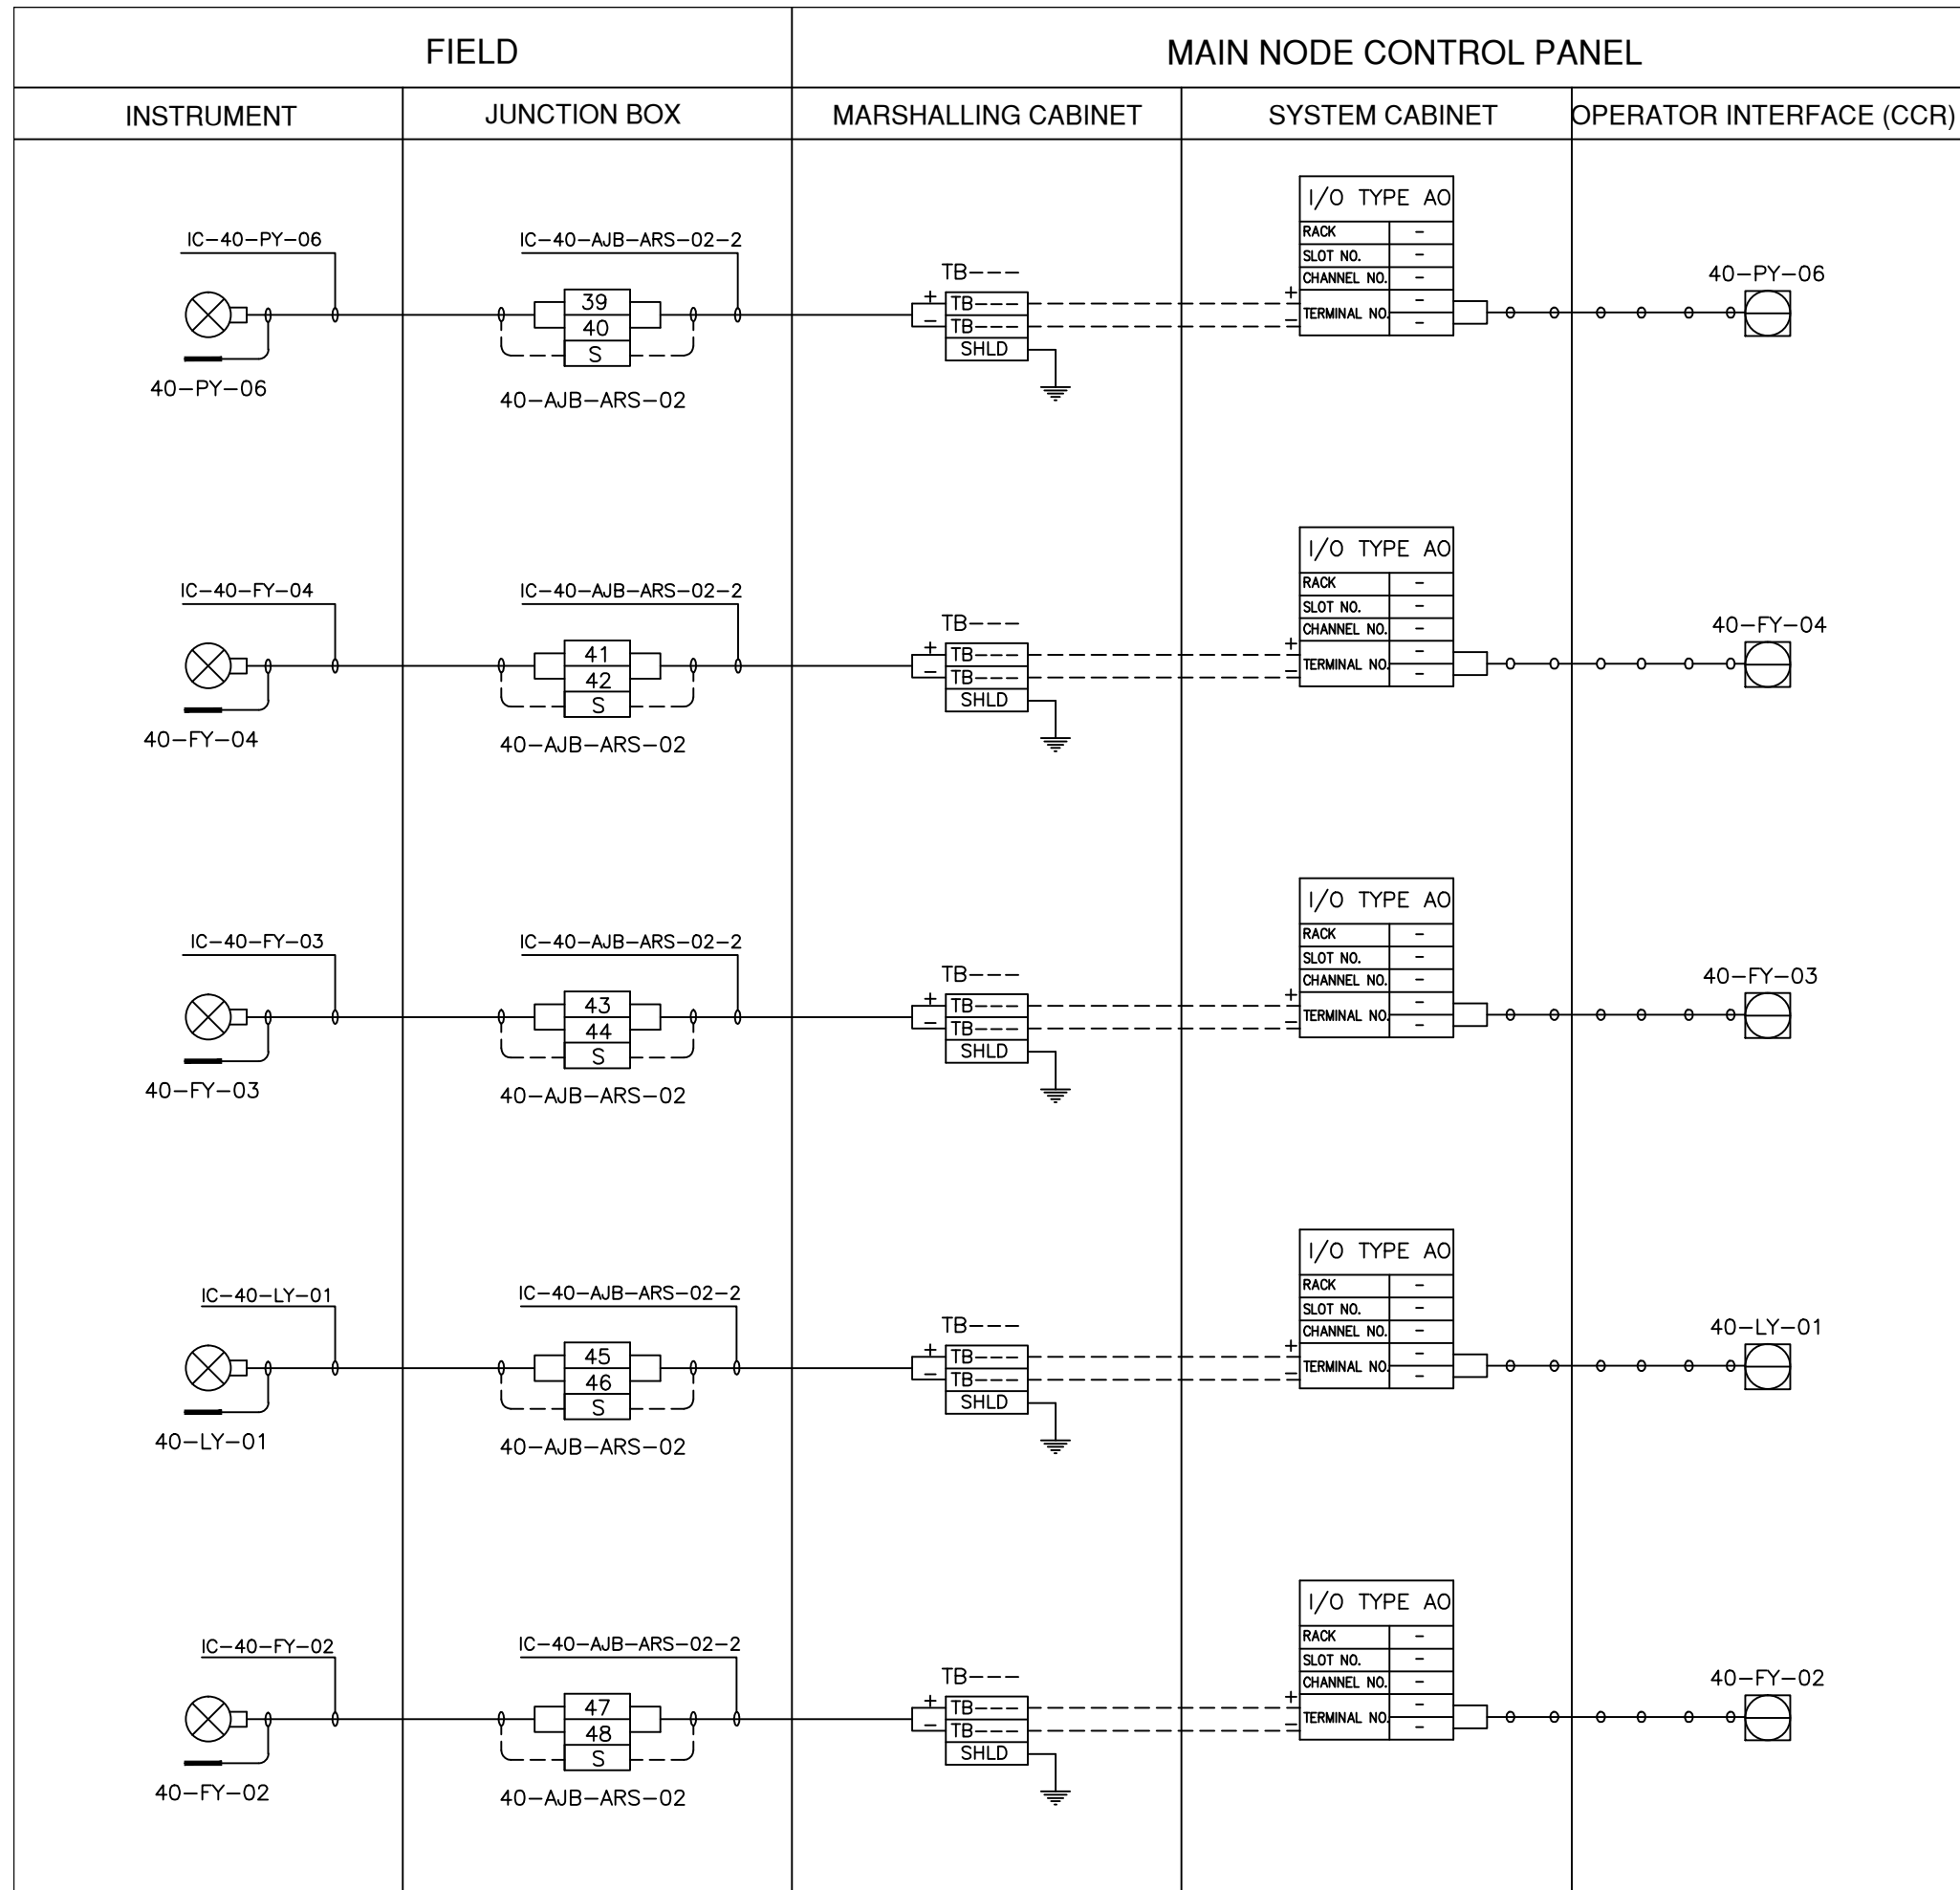 FIELD
MAIN NODE CONTROL PANEL
INSTRUMENT
JUNCTION BOX
MARSHALLING CABINET
SYSTEM CABINET
OPERATOR INTERFACE (CCR)
IC-40-PY-06
40-PY-06
IC-40-AJB-ARS-02-2
39
40
S
40-AJB-ARS-02
TB---
+ TB----
- TB----
SHLD
I/O TYPE AO
RACK -
SLOT NO. -
CHANNEL NO. -
+ -
TERMINAL NO.
- -
40-PY-06
IC-40-FY-04
40-FY-04
IC-40-AJB-ARS-02-2
41
42
S
40-AJB-ARS-02
TB---
+ TB----
- TB----
SHLD
I/O TYPE AO
RACK -
SLOT NO. -
CHANNEL NO. -
+ -
TERMINAL NO.
- -
40-FY-04
IC-40-FY-03
40-FY-03
IC-40-AJB-ARS-02-2
43
44
S
40-AJB-ARS-02
TB---
+ TB----
- TB----
SHLD
I/O TYPE AO
RACK -
SLOT NO. -
CHANNEL NO. -
+ -
TERMINAL NO.
- -
40-FY-03
IC-40-LY-01
40-LY-01
IC-40-AJB-ARS-02-2
45
46
S
40-AJB-ARS-02
TB---
+ TB----
- TB----
SHLD
I/O TYPE AO
RACK -
SLOT NO. -
CHANNEL NO. -
+ -
TERMINAL NO.
- -
40-LY-01
IC-40-FY-02
40-FY-02
IC-40-AJB-ARS-02-2
47
48
S
40-AJB-ARS-02
TB---
+ TB----
- TB----
SHLD
I/O TYPE AO
RACK -
SLOT NO. -
CHANNEL NO. -
+ -
TERMINAL NO.
- -
40-FY-02